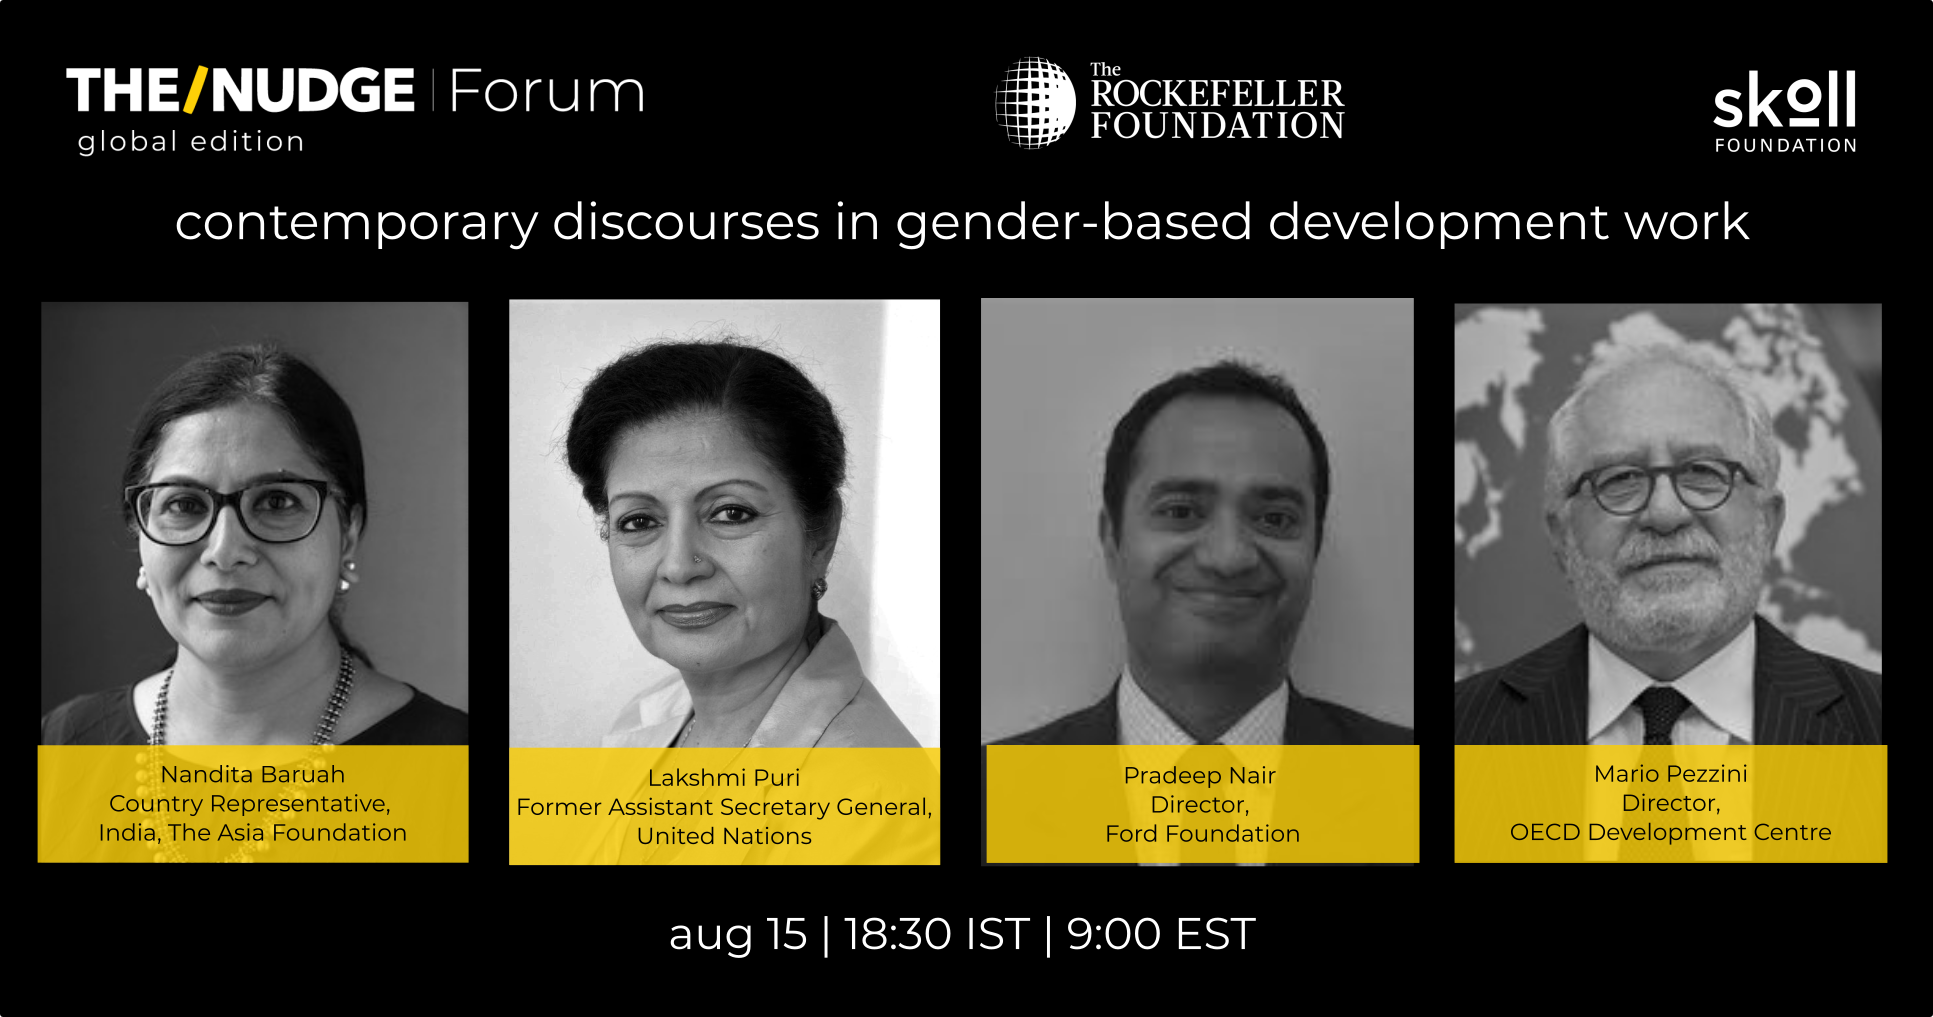 THE/NUDGE | Forum
global edition
The
ROCKEFELLER
FOUNDATION
skoll
FOUNDATION
contemporary discourses in gender-based development work
Nandita Baruah
Country Representative,
India, The Asia Foundation
Lakshmi Puri
Former Assistant Secretary General,
United Nations
Pradeep Nair
Director,
Ford Foundation
Mario Pezzini
Director,
OECD Development Centre
aug 15 | 18:30 IST | 9:00 EST